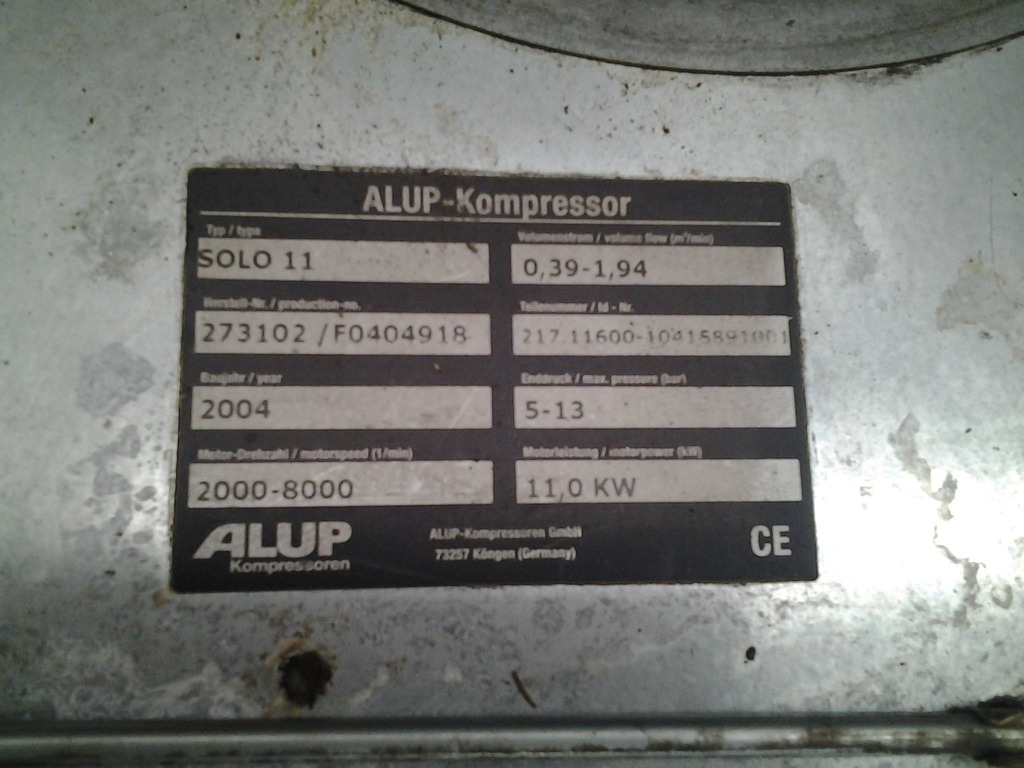 ALUP-Kompressor
Typ / type
SOLO 11
Volumenstrom / volume flow (m³/min)
0,39-1,94
Herstell-Nr. / production-no.
273102 /F0404918
Teilenummer / Id - Nr.
217.11600-10415891001
Baujahr / year
2004
Enddruck / max. pressure (bar)
5-13
Motor-Drehzahl / motorspeed (1/min)
2000-8000
Motorleistung / motorpower (kW)
11,0 KW
ALUP
Kompressoren
ALUP-Kompressoren GmbH
73257 Köngen (Germany)
CE